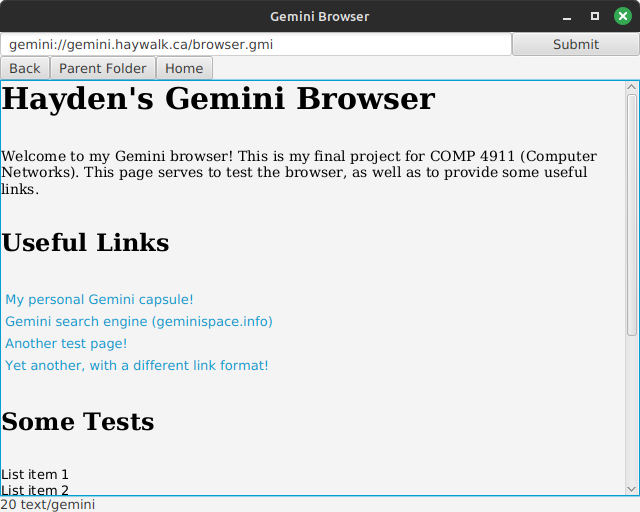 Gemini Browser
gemini://gemini.haywalk.ca/browser.gmi
Submit
Back
Parent Folder
Home
Hayden's Gemini Browser
Welcome to my Gemini browser! This is my final project for COMP 4911 (Computer
Networks). This page serves to test the browser, as well as to provide some useful
links.
Useful Links
My personal Gemini capsule!
Gemini search engine (geminispace.info)
Another test page!
Yet another, with a different link format!
Some Tests
List item 1
List item 2
20 text/gemini